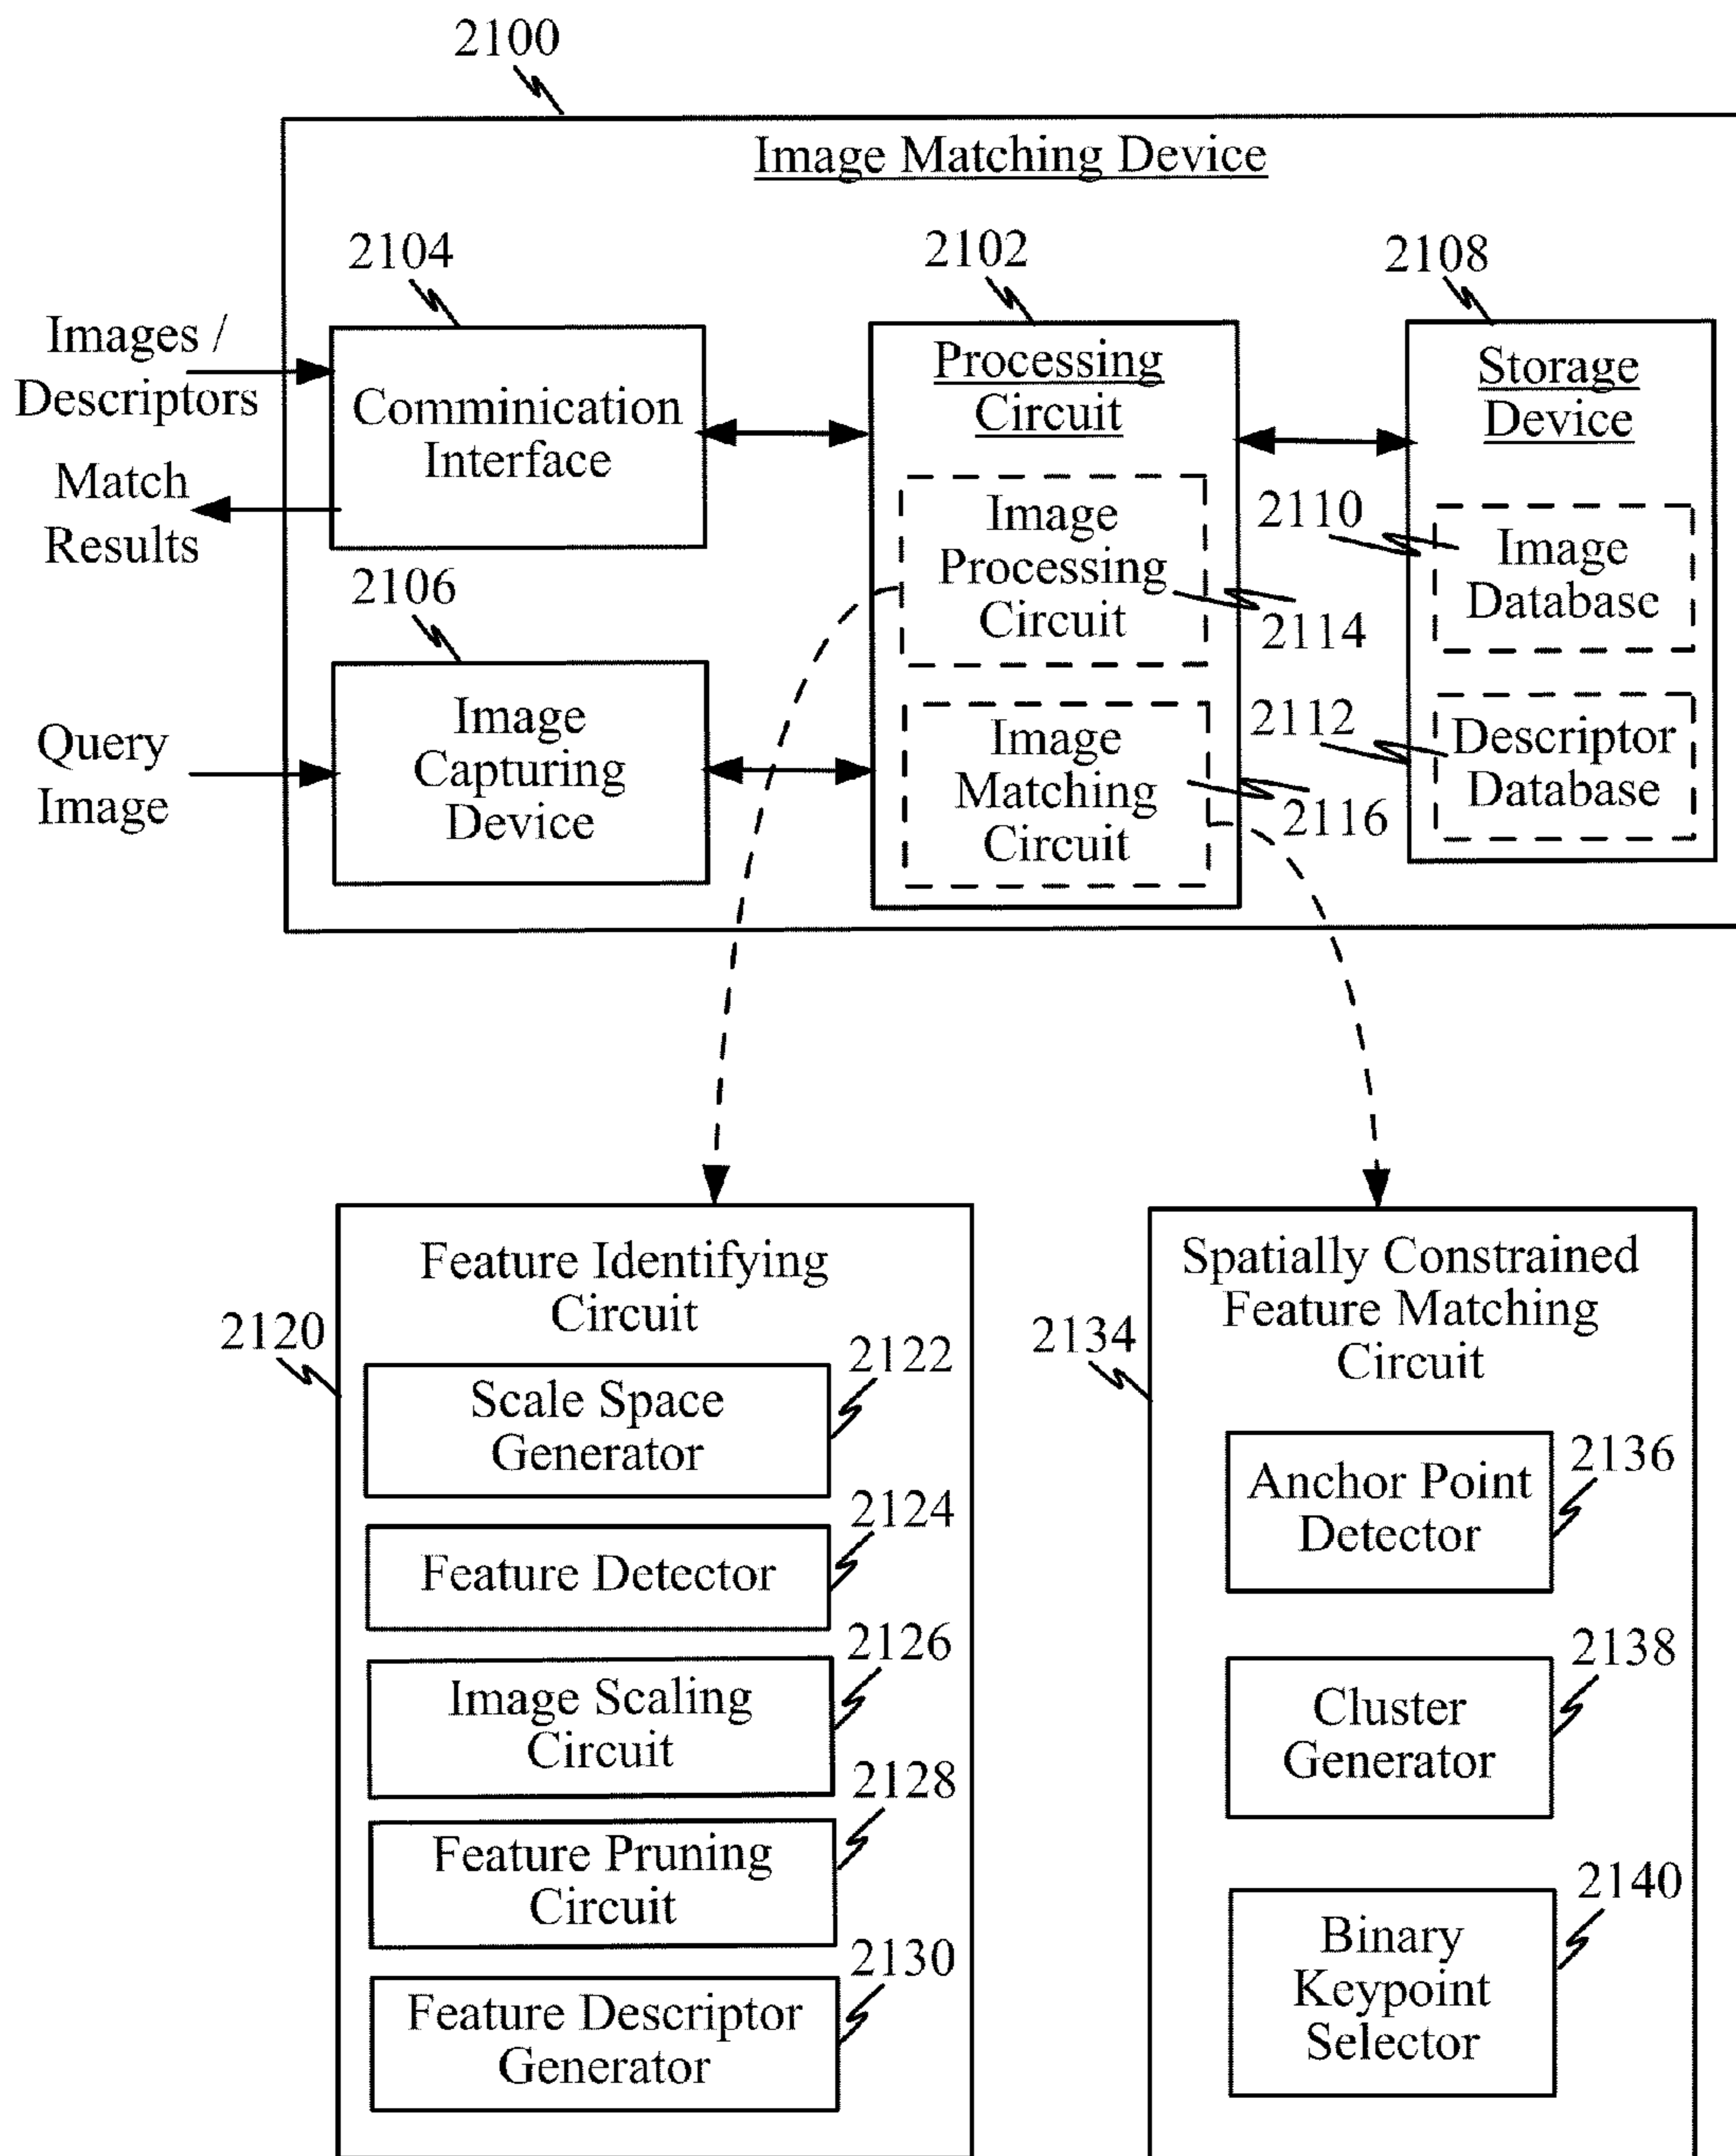 2100
Image Matching Device
2104
2102
2108
Images /
Descriptors
Match
Results
Comminication
Interface
Processing
Circuit
Storage
Device
Image
Processing
Circuit
2114
2110
Image
Database
2106
Query
Image
Image
Capturing
Device
Image
Matching
Circuit
2116
2112
Descriptor
Database
Feature Identifying
Circuit
2120
2122
Scale Space
Generator
2124
Feature Detector
2126
Image Scaling
Circuit
2128
Feature Pruning
Circuit
2130
Feature Descriptor
Generator
Spatially Constrained
Feature Matching
Circuit
2134
2136
Anchor Point
Detector
2138
Cluster
Generator
2140
Binary
Keypoint
Selector